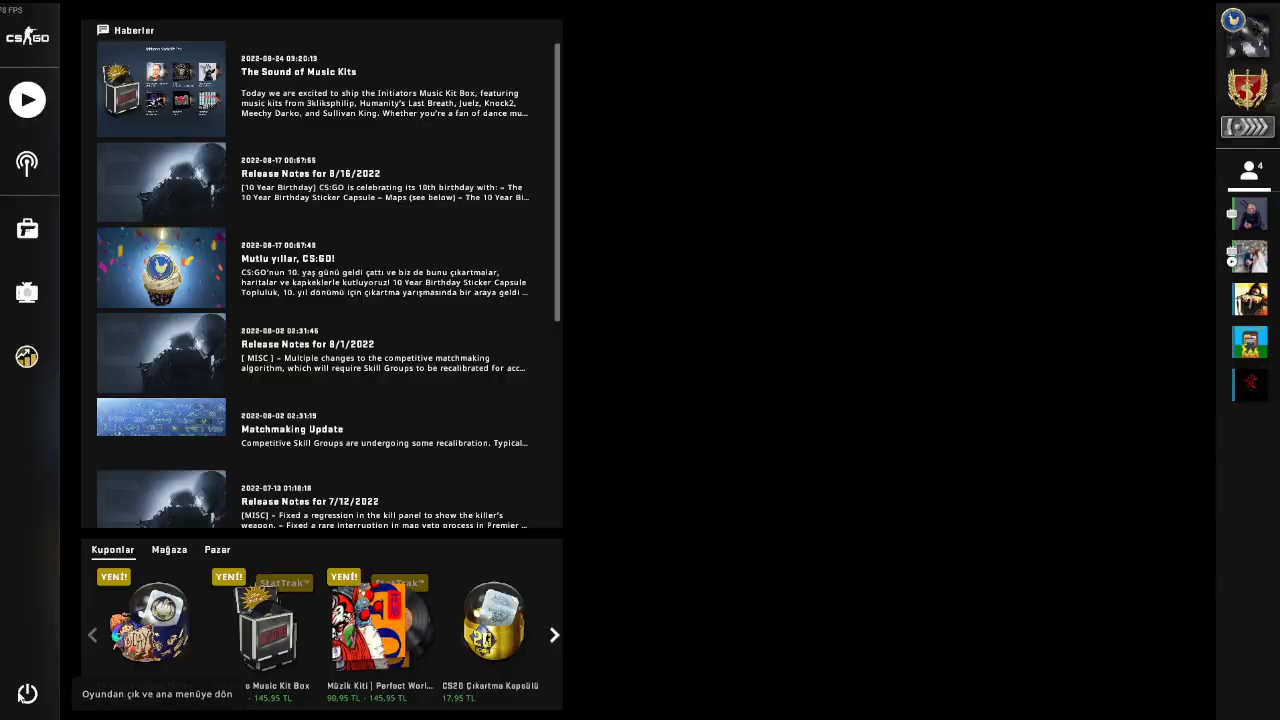 78 FPS
CS GO
Haberler
2022-08-24 03:20:13
The Sound of Music Kits
Today we are excited to ship the Initiators Music Kit Box, featuring
music kits from 3kliksphilip, Humanity's Last Breath, Juelz, Knock2,
Meechy Darko, and Sullivan King. Whether you're a fan of dance mu...
2022-08-17 00:57:55
Release Notes for 8/16/2022
[10 Year Birthday] CS:GO is celebrating its 10th birthday with: – The
10 Year Birthday Sticker Capsule – Maps (see below) – The 10 Year Bi...
2022-08-17 00:57:49
Mutlu yıllar, CS:GO!
CS:GO'nun 10. yaş günü geldi çattı ve biz de bunu çıkartmalar,
haritalar ve kapkeklerle kutluyoruz! 10 Year Birthday Sticker Capsule
Topluluk, 10. yıl dönümü için çıkartma yarışmasında bir araya geldi ...
2022-08-02 02:31:45
Release Notes for 8/1/2022
[ MISC ] – Multiple changes to the competitive matchmaking
algorithm, which will require Skill Groups to be recalibrated for acc...
2022-08-02 02:31:19
Matchmaking Update
Competitive Skill Groups are undergoing some recalibration. Typical...
2022-07-13 01:18:18
Release Notes for 7/12/2022
[MISC] – Fixed a regression in the kill panel to show the killer's
weapon. – Fixed a rare interruption in map veto process in Premier ...
4
Kuponlar Mağaza Pazar
YENİ! YENİ! StatTrak™ YENİ! StatTrak™
s Music Kit Box Müzik Kiti | Perfect Worl... CS20 Çıkartma Kapsülü
- 145,95 TL 90,95 TL - 145,95 TL 17,95 TL
Oyundan çık ve ana menüye dön